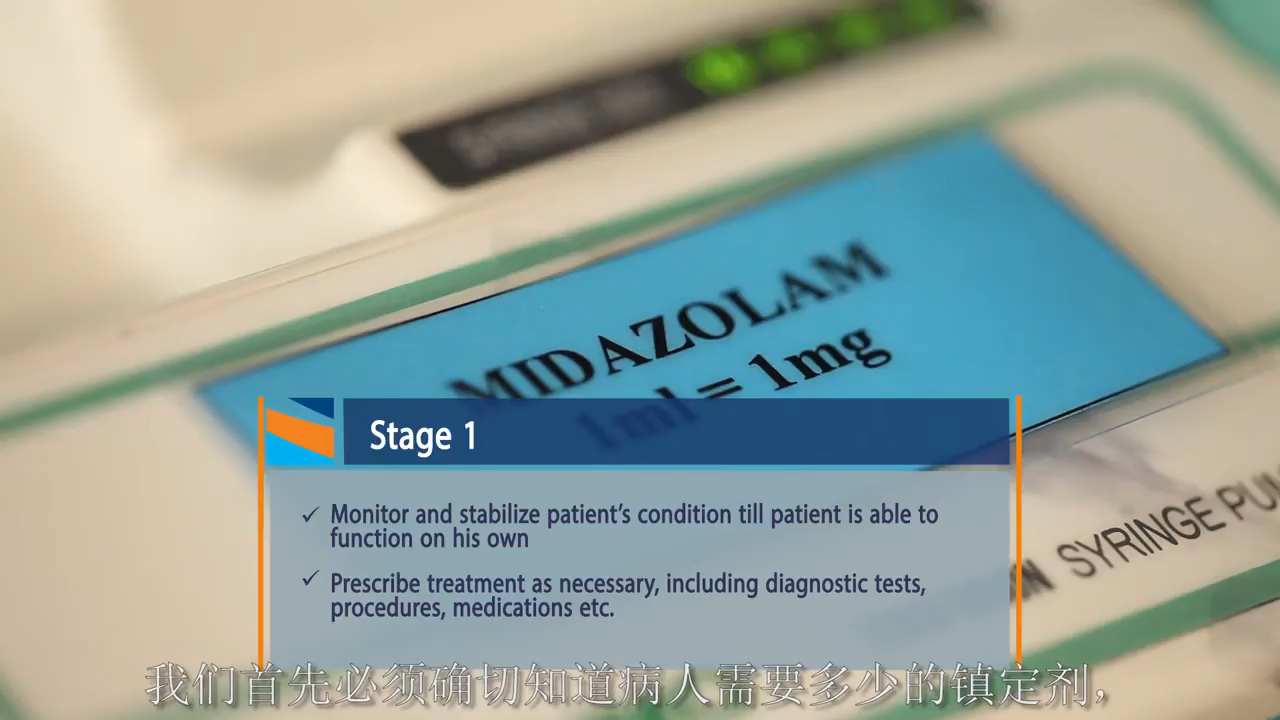 MIDAZOLAM
1ml = 1mg
SYRINGE
Stage 1
✓ Monitor and stabilize patient's condition till patient is able to
function on his own
✓ Prescribe treatment as necessary, including diagnostic tests,
procedures, medications etc.
我们首先必须确切知道病人需要多少的镇定剂，